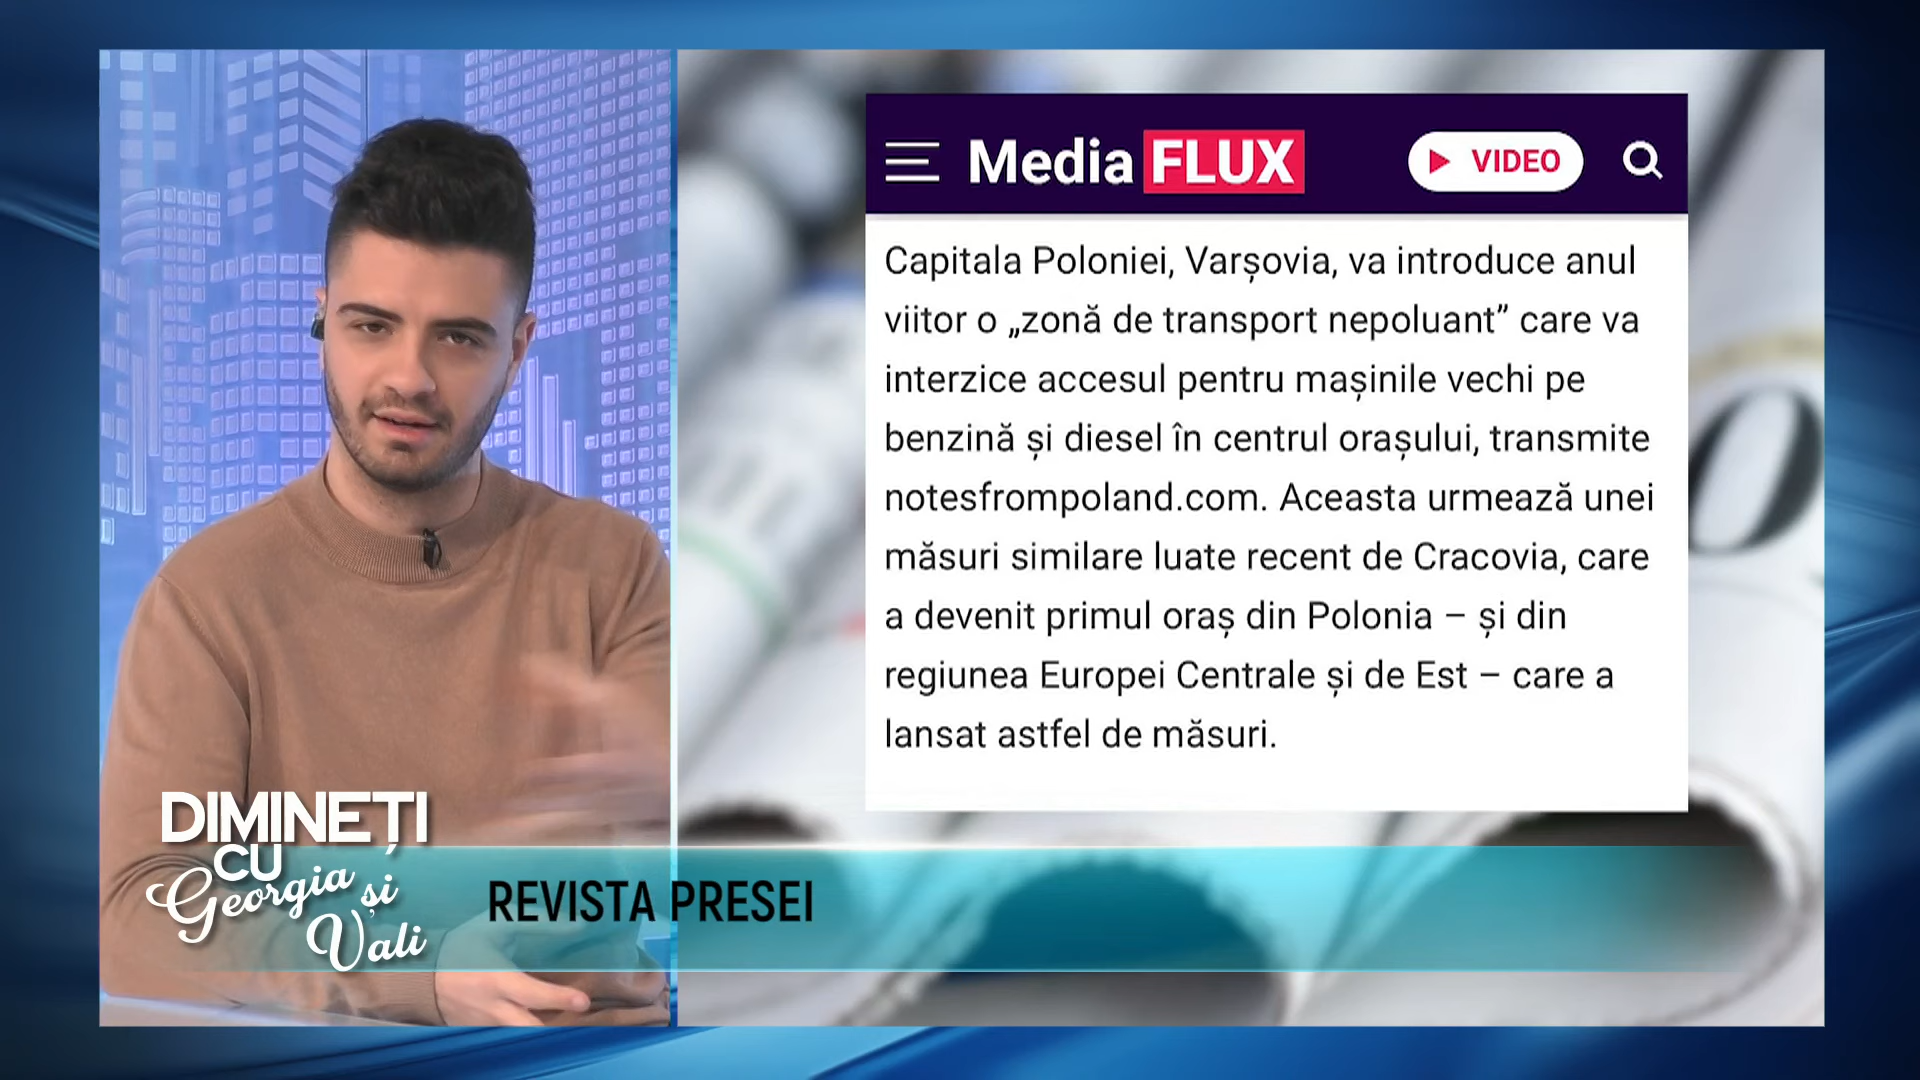 Media FLUX
VIDEO
Capitala Poloniei, Varșovia, va introduce anul
viitor o „zonă de transport nepoluant” care va
interzice accesul pentru mașinile vechi pe
benzină și diesel în centrul orașului, transmite
notesfrompoland.com. Aceasta urmează unei
măsuri similare luate recent de Cracovia, care
a devenit primul oraș din Polonia – și din
regiunea Europei Centrale și de Est – care a
lansat astfel de măsuri.
DIMINEȚI
CU
Georgia și
Vali
REVISTA PRESEI